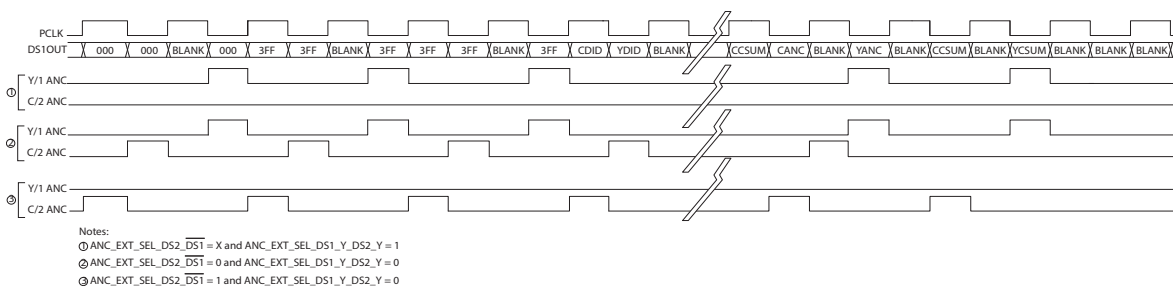 PCLK
DS1OUT 000 000 BLANK 000 3FF 3FF BLANK 3FF 3FF 3FF BLANK 3FF CDID YDID BLANK CCSUM CANC BLANK YANC BLANK CCSUM BLANK YCSUM BLANK BLANK BLANK
① Y/1 ANC
C/2 ANC
② Y/1 ANC
C/2 ANC
③ Y/1 ANC
C/2 ANC
Notes:
① ANC_EXT_SEL_DS2_DS1 = X and ANC_EXT_SEL_DS1_Y_DS2_Y = 1
② ANC_EXT_SEL_DS2_DS1 = 0 and ANC_EXT_SEL_DS1_Y_DS2_Y = 0
③ ANC_EXT_SEL_DS2_DS1 = 1 and ANC_EXT_SEL_DS1_Y_DS2_Y = 0